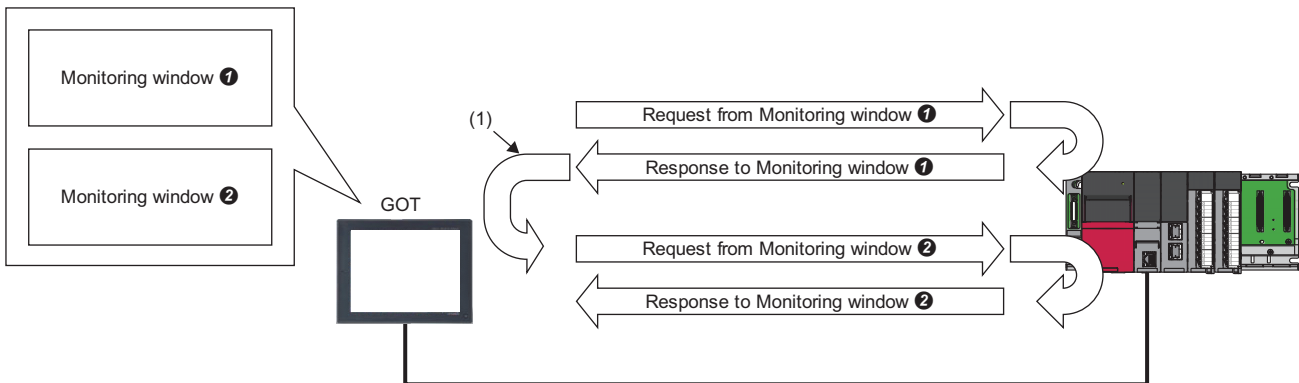 Monitoring window ❶
Monitoring window ❷
GOT
(1)
Request from Monitoring window ❶
Response to Monitoring window ❶
Request from Monitoring window ❷
Response to Monitoring window ❷